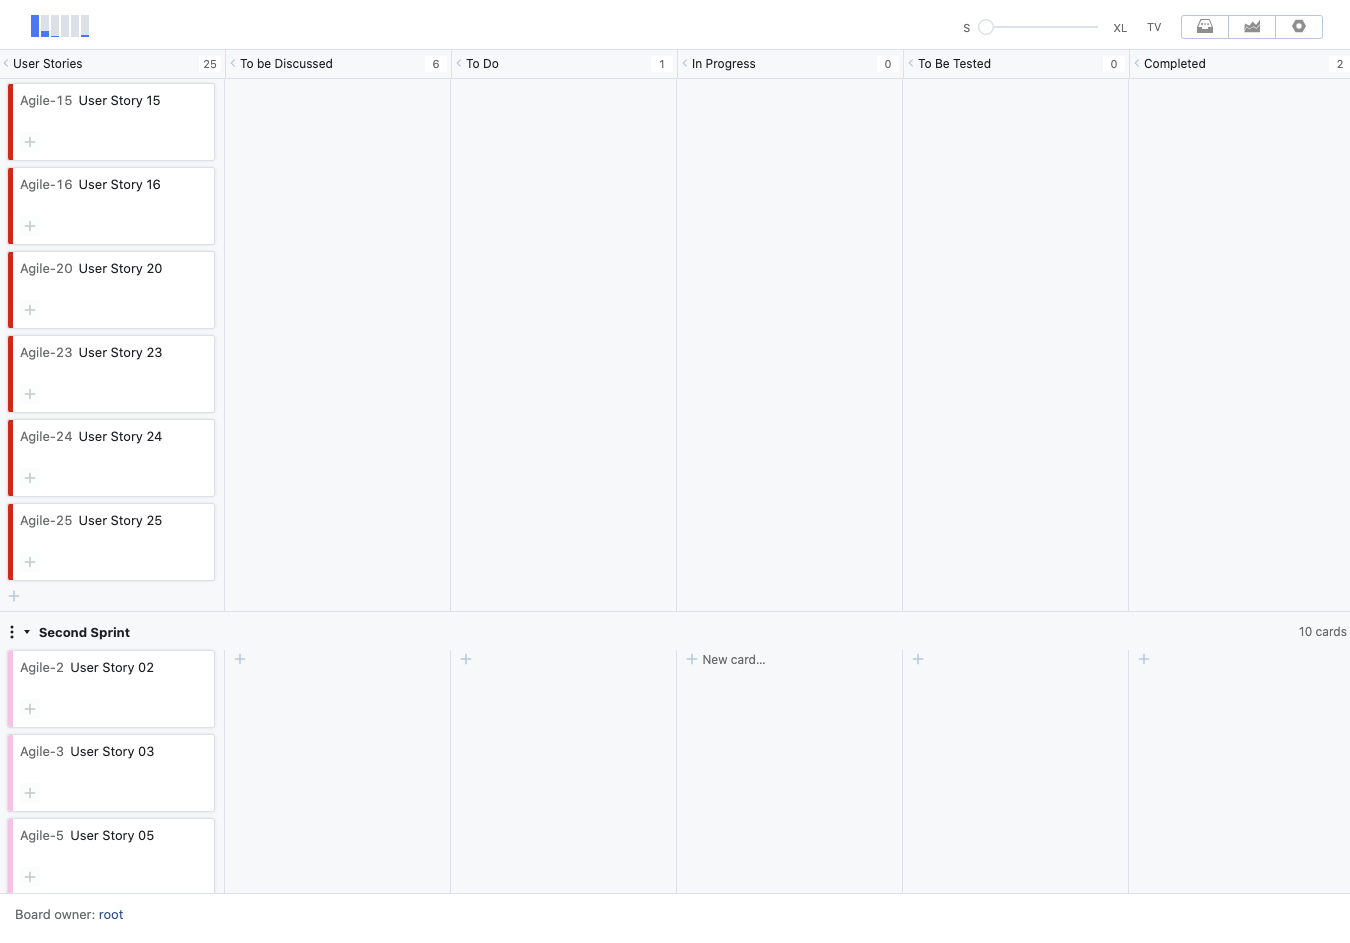 S XL TV
User Stories 25 To be Discussed 6 To Do 1 In Progress 0 To Be Tested 0 Completed 2
Agile-15 User Story 15
Agile-16 User Story 16
Agile-20 User Story 20
Agile-23 User Story 23
Agile-24 User Story 24
Agile-25 User Story 25
Second Sprint 10 cards
Agile-2 User Story 02
New card...
Agile-3 User Story 03
Agile-5 User Story 05
Board owner: root